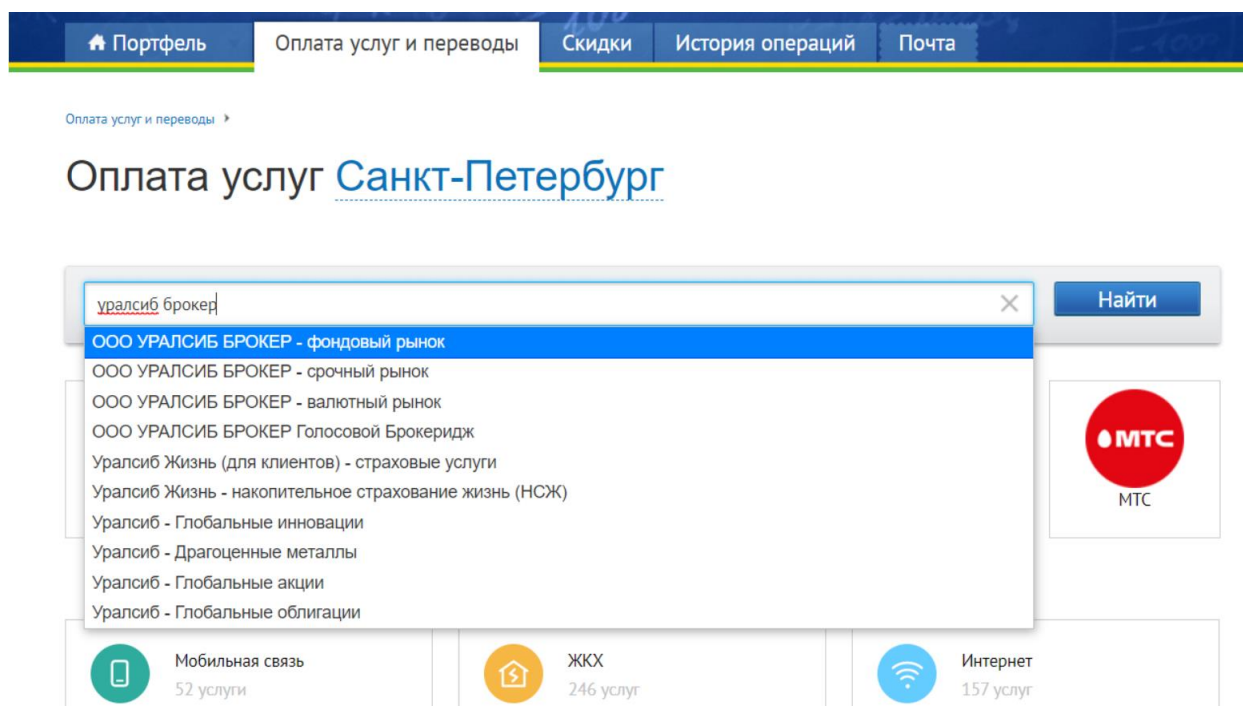 Портфель
Оплата услуг и переводы
Скидки
История операций
Почта
Оплата услуг и переводы
Оплата услуг Санкт-Петербург
уралсиб брокер
Найти
ООО УРАЛСИБ БРОКЕР - фондовый рынок
ООО УРАЛСИБ БРОКЕР - срочный рынок
ООО УРАЛСИБ БРОКЕР - валютный рынок
ООО УРАЛСИБ БРОКЕР Голосовой Брокеридж
Уралсиб Жизнь (для клиентов) - страховые услуги
Уралсиб Жизнь - накопительное страхование жизнь (НСЖ)
Уралсиб - Глобальные инновации
Уралсиб - Драгоценные металлы
Уралсиб - Глобальные акции
Уралсиб - Глобальные облигации
МТС
МТС
Мобильная связь
52 услуги
ЖКХ
246 услуг
Интернет
157 услуг